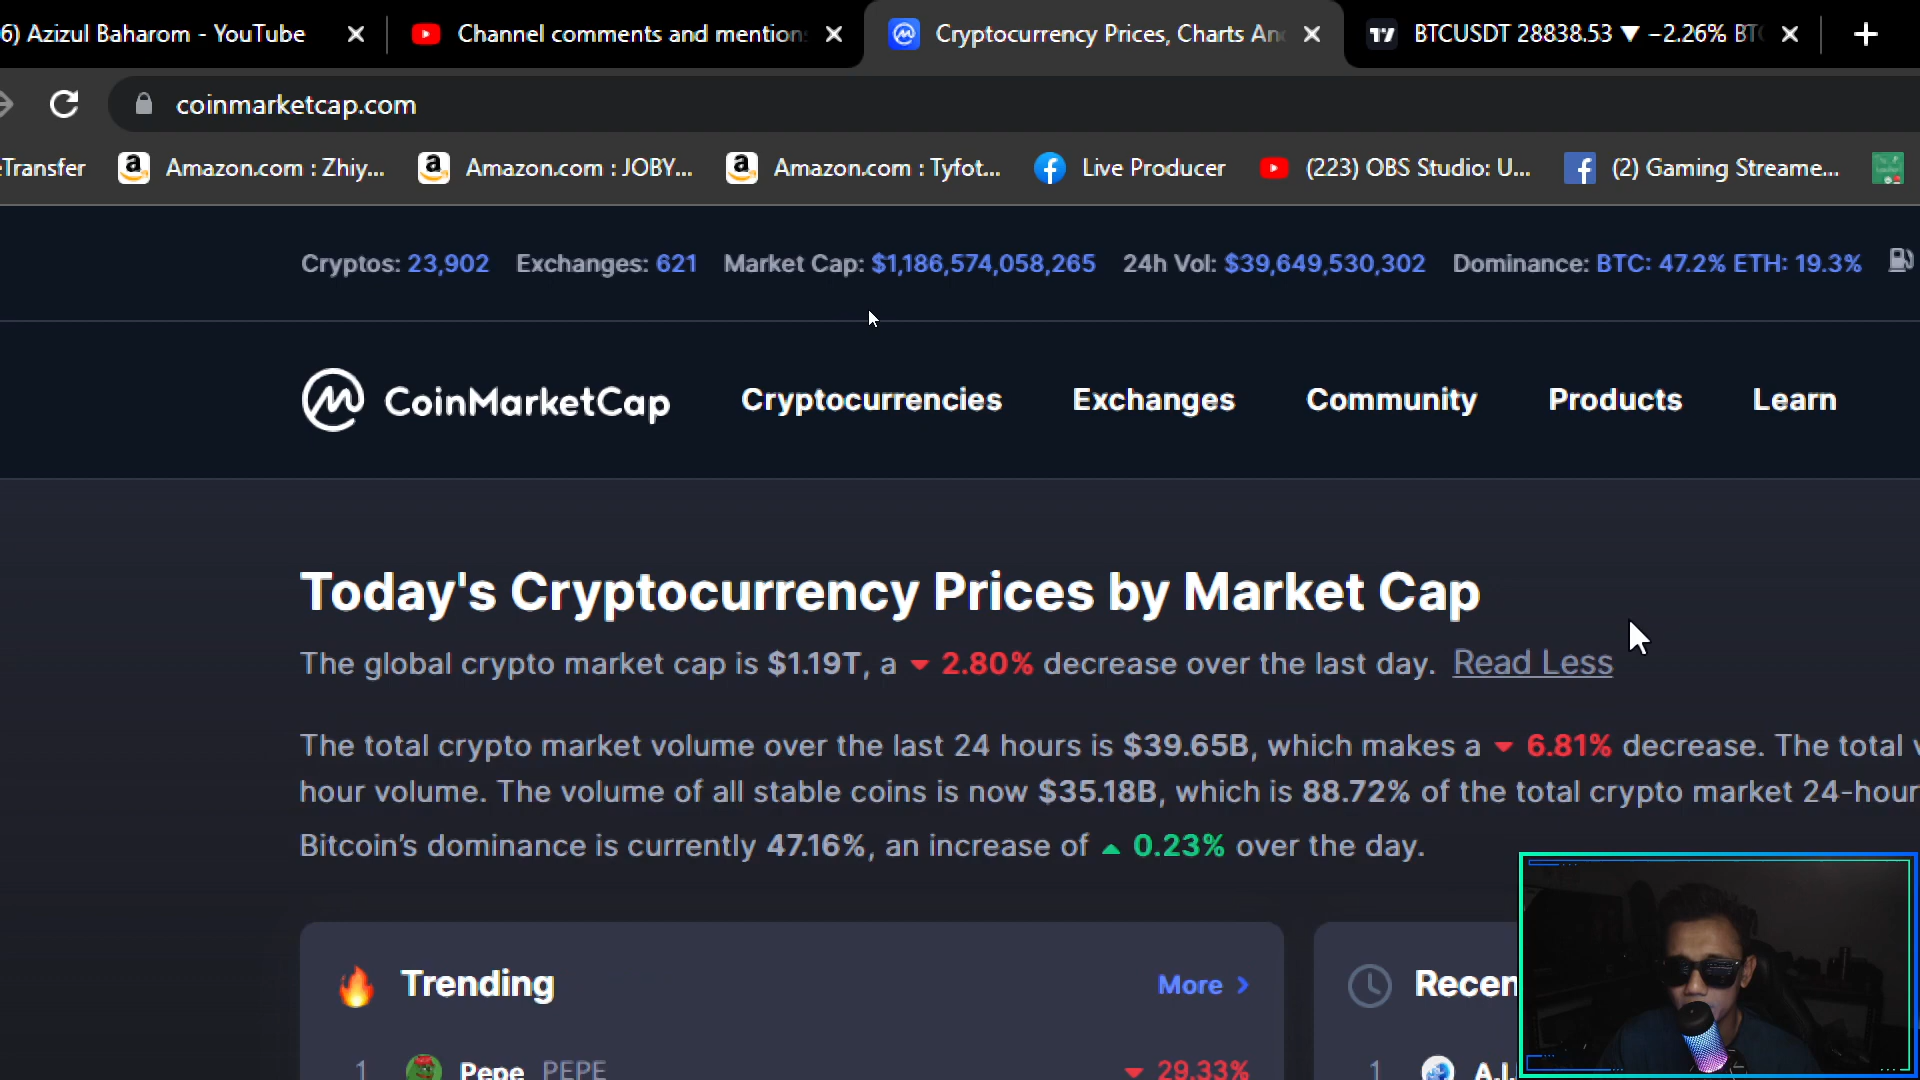 6) Azizul Baharom - YouTube
Channel comments and mention
Cryptocurrency Prices, Charts An
BTCUSDT 28838.53 ▼ −2.26% BT
coinmarketcap.com
Transfer
Amazon.com : Zhiy...
Amazon.com : JOBY...
Amazon.com : Tyfot...
Live Producer
(223) OBS Studio: U...
(2) Gaming Streame...
Cryptos: 23,902 Exchanges: 621 Market Cap: $1,186,574,058,265 24h Vol: $39,649,530,302 Dominance: BTC: 47.2% ETH: 19.3%
CoinMarketCap
Cryptocurrencies
Exchanges
Community
Products
Learn
Today's Cryptocurrency Prices by Market Cap
The global crypto market cap is $1.19T, a ▼ 2.80% decrease over the last day. Read Less
The total crypto market volume over the last 24 hours is $39.65B, which makes a ▼ 6.81% decrease. The total
hour volume. The volume of all stable coins is now $35.18B, which is 88.72% of the total crypto market 24-hour
Bitcoin’s dominance is currently 47.16%, an increase of ▲ 0.23% over the day.
Trending
More
Recen
1 Pepe PEPE ▼ 29.33%
1 A.I.